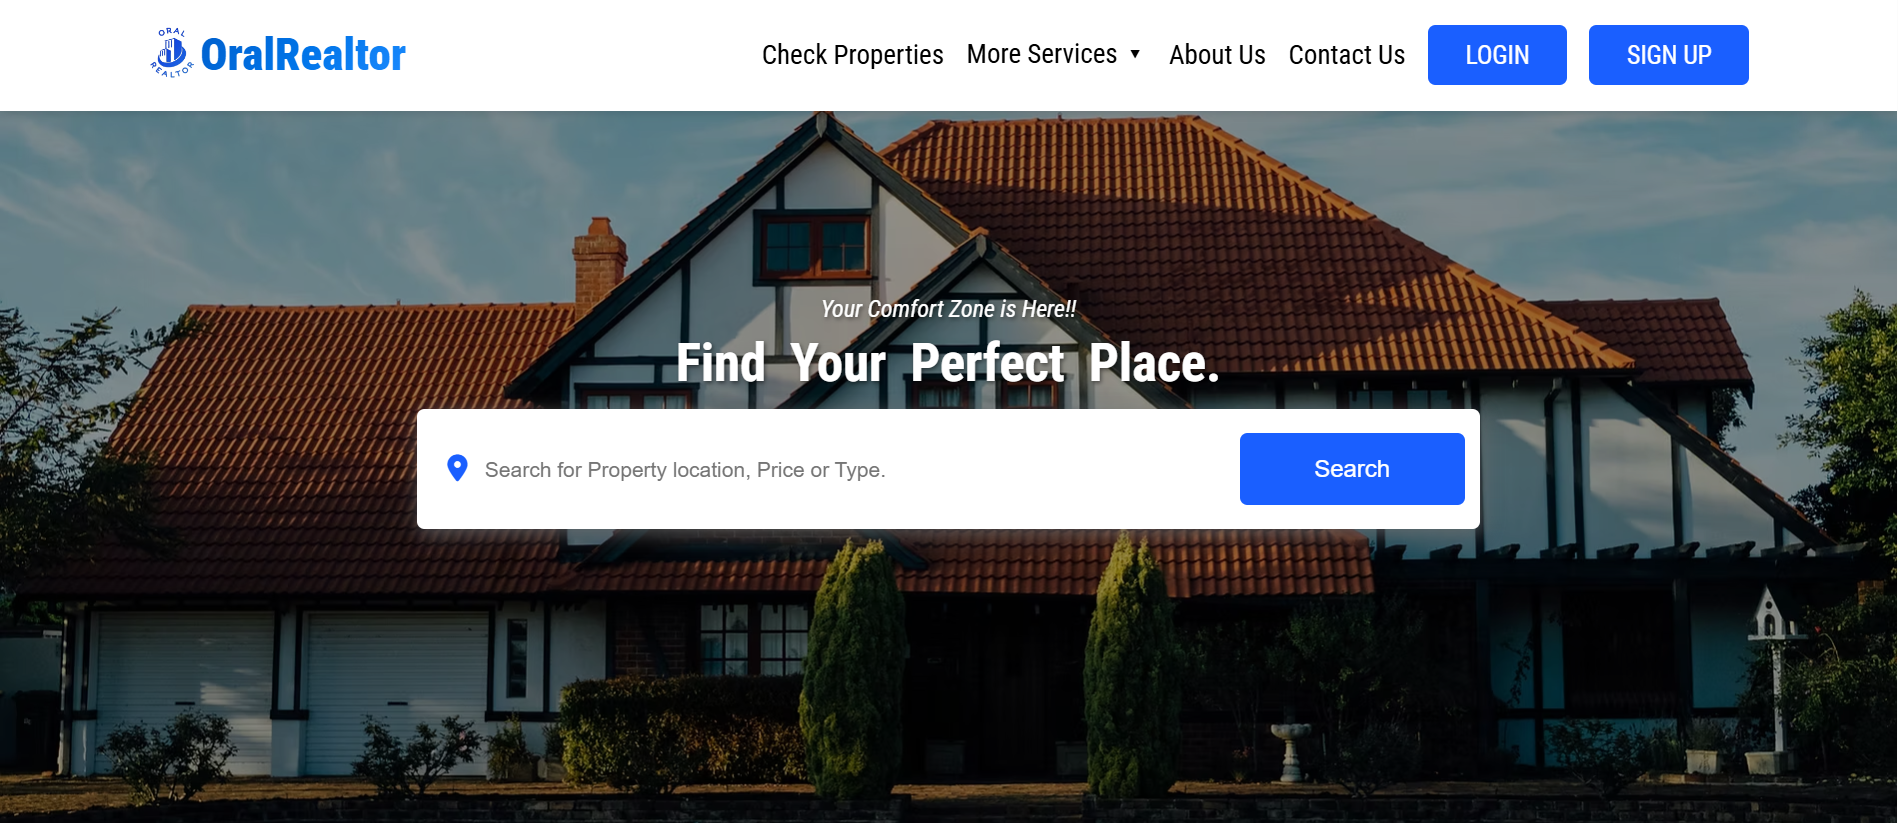 ORAL
REALTOR
OralRealtor
Check Properties
More Services ▼
About Us
Contact Us
LOGIN
SIGN UP
Your Comfort Zone is Here!!
Find Your Perfect Place.
Search for Property location, Price or Type.
Search